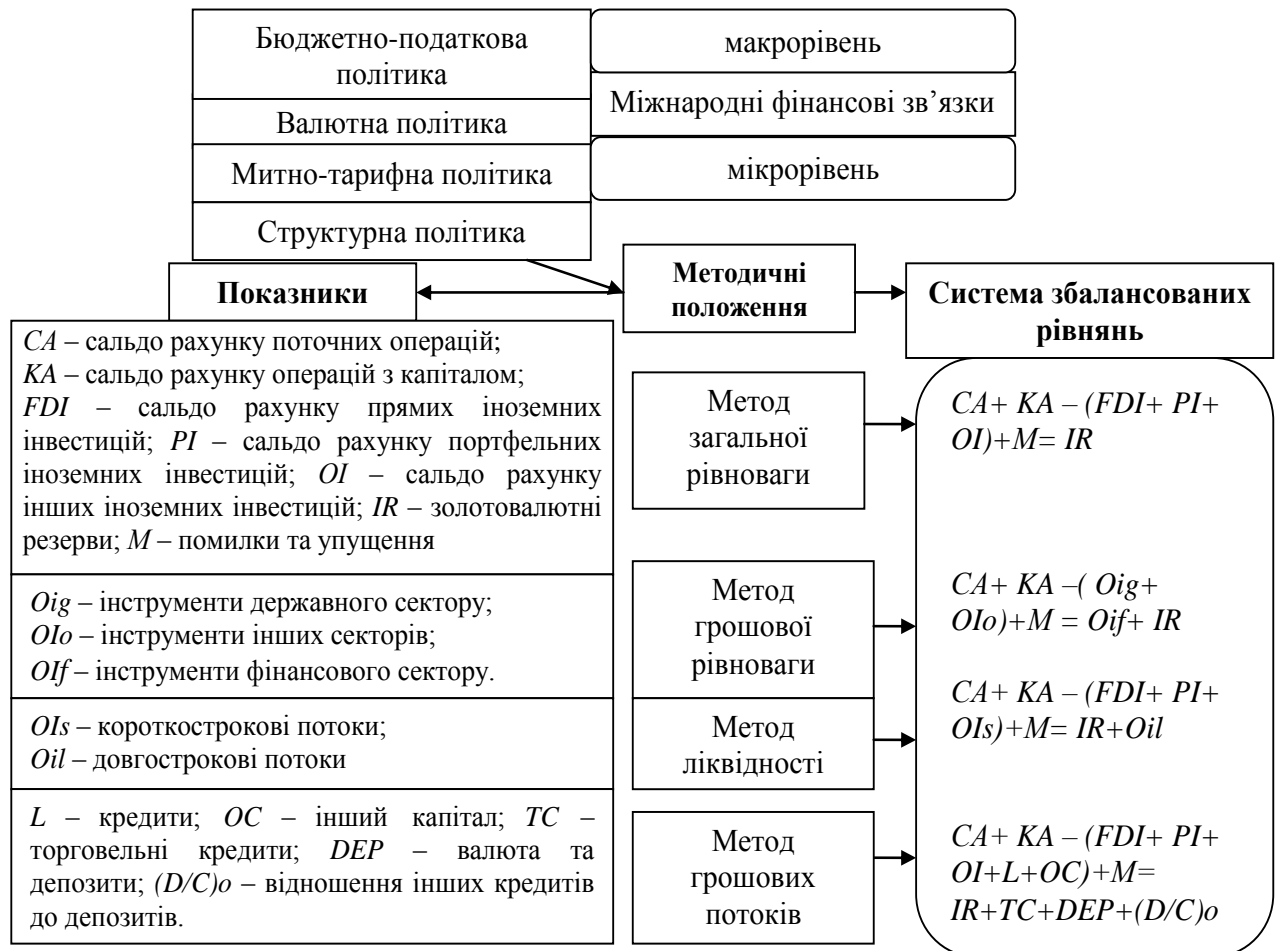 Бюджетно-податкова
політика
макрорівень
Міжнародні фінансові зв’язки
Валютна політика
Митно-тарифна політика
мікрорівень
Структурна політика
Показники
Методичні
положення
Система збалансованих
рівнянь
CA – сальдо рахунку поточних операцій;
KA – сальдо рахунку операцій з капіталом;
FDI – сальдо рахунку прямих іноземних
інвестицій; PI – сальдо рахунку портфельних
іноземних інвестицій; OI – сальдо рахунку
інших іноземних інвестицій; IR – золотовалютні
резерви; M – помилки та упущення
Метод
загальної
рівноваги
CA+ KA – (FDI+ PI+
OI)+M= IR
Oig – інструменти державного сектору;
OIo – інструменти інших секторів;
OIf – інструменти фінансового сектору.
Метод
грошової
рівноваги
CA+ KA –( Oig+
OIo)+M = Oif+ IR
OIs – короткострокові потоки;
Oil – довгострокові потоки
Метод
ліквідності
CA+ KA – (FDI+ PI+
OIs)+M= IR+Oil
L – кредити; OC – інший капітал; TC –
торговельні кредити; DEP – валюта та
депозити; (D/C)o – відношення інших кредитів
до депозитів.
Метод
грошових
потоків
CA+ KA – (FDI+ PI+
OI+L+OC)+M=
IR+TC+DEP+(D/C)o